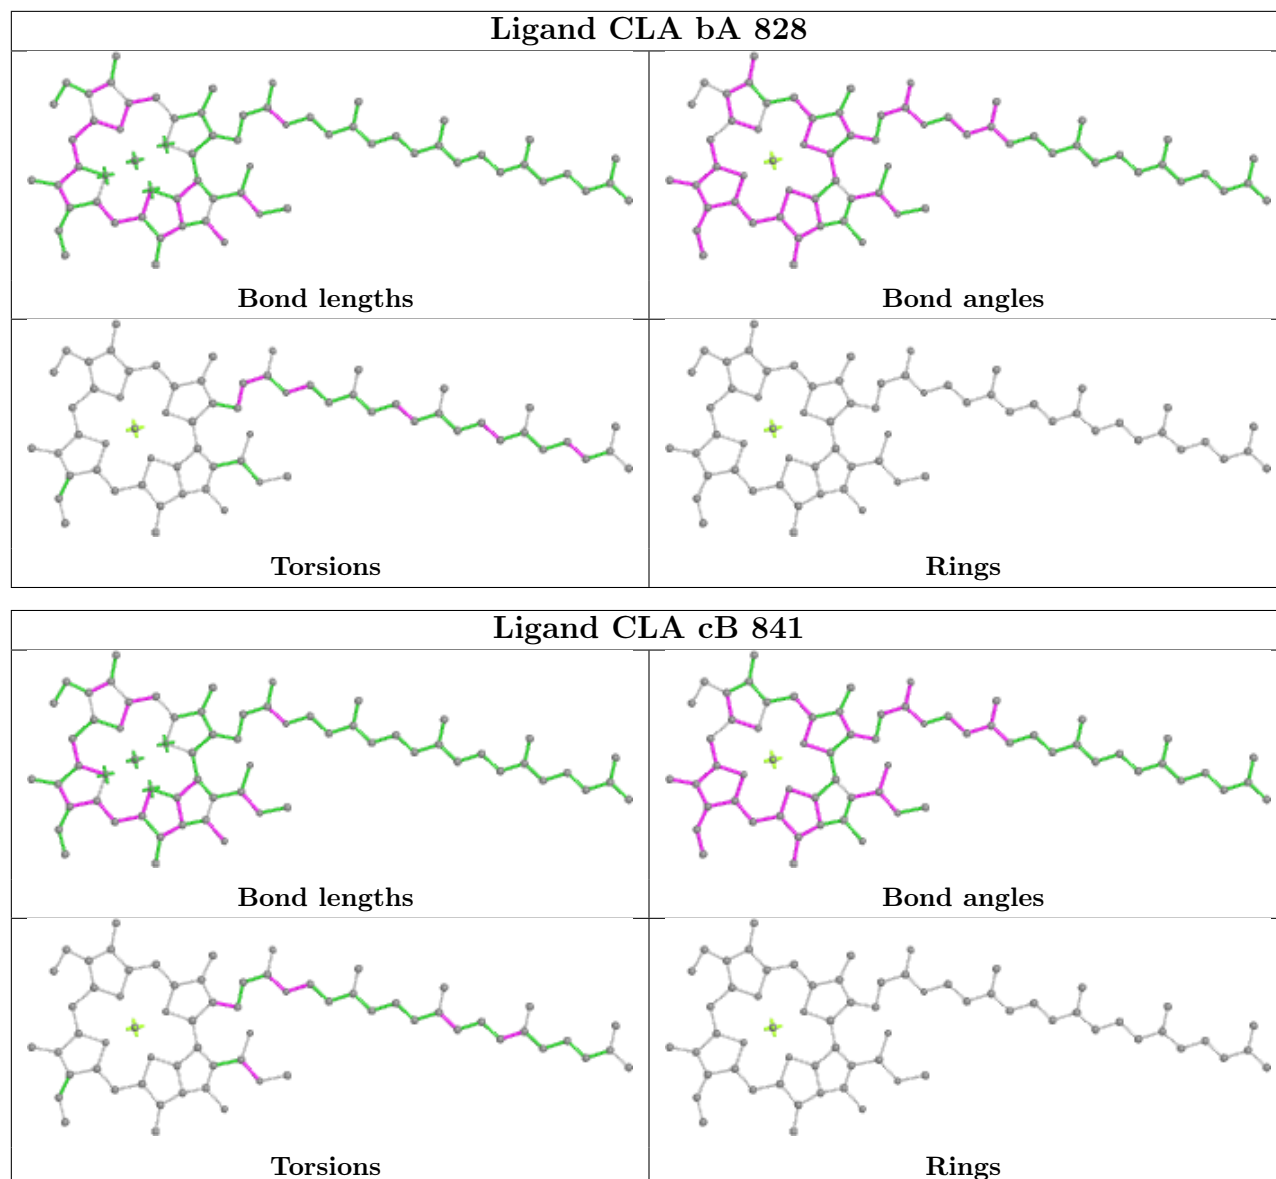 Ligand CLA bA 828
Bond lengths
Bond angles
Torsions
Rings
Ligand CLA cB 841
Bond lengths
Bond angles
Torsions
Rings